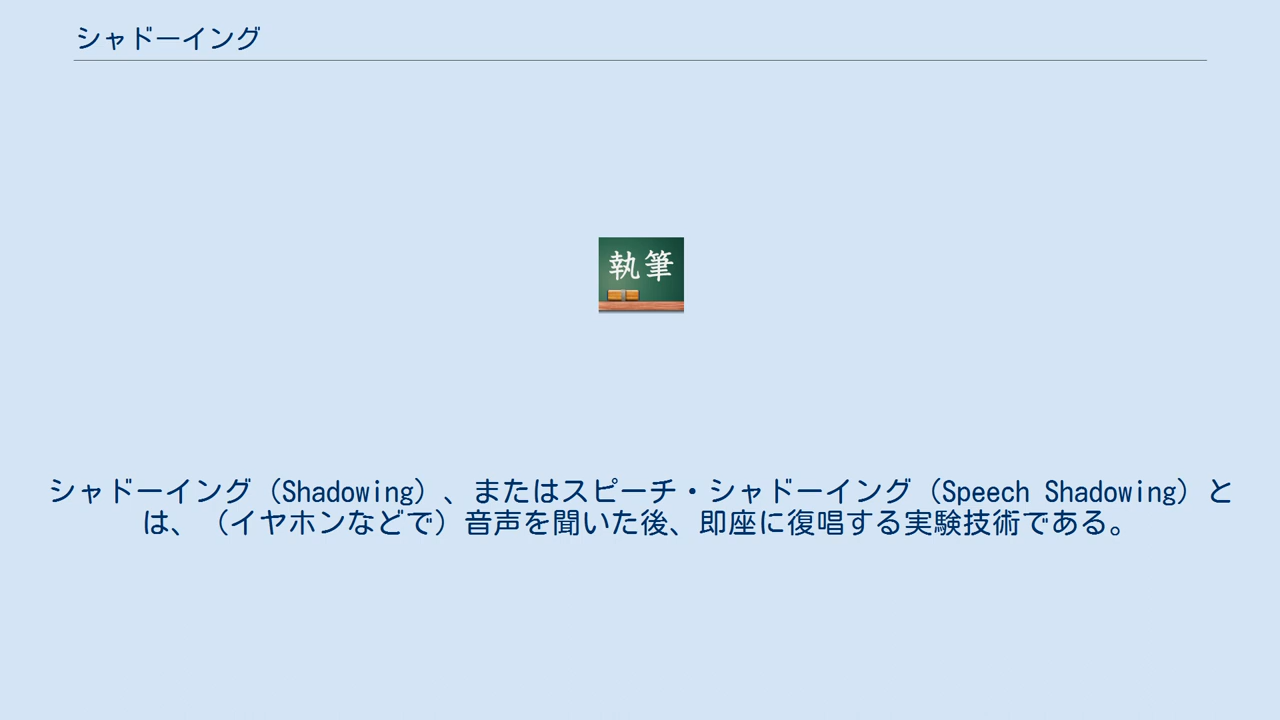 シャドーイング
執筆
シャドーイング（Shadowing）、またはスピーチ・シャドーイング（Speech Shadowing）と
は、（イヤホンなどで）音声を聞いた後、即座に復唱する実験技術である。